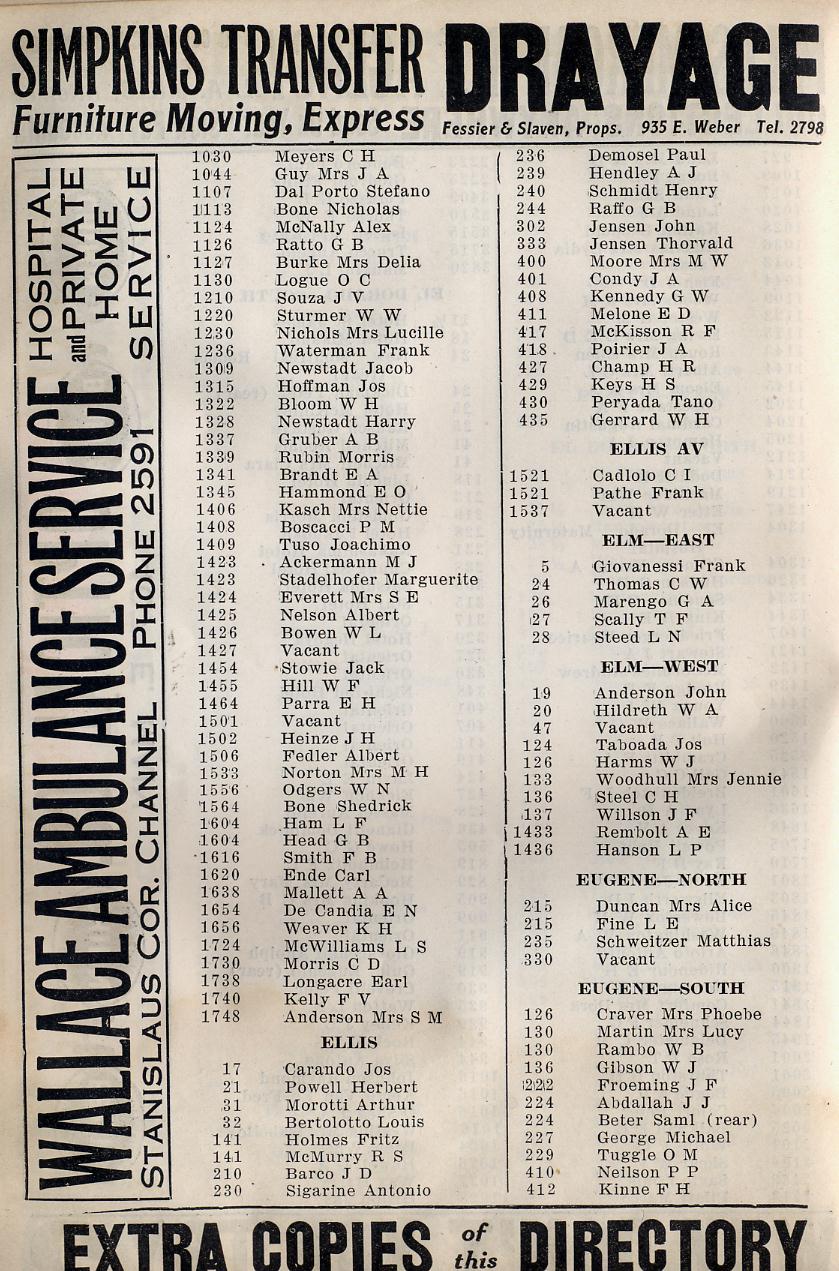 SIMPKINS TRANSFER DRAYAGE
Furniture Moving, Express Fessier & Slaven, Props. 935 E. Weber Tel. 2798
WALLACE AMBULANCE SERVICE HOSPITAL and PRIVATE HOME SERVICE
STANISLAUS COR. CHANNEL PHONE 2591
1030 Meyers C H
1044 Guy Mrs J A
1107 Dal Porto Stefano
1113 Bone Nicholas
1124 McNally Alex
1126 Ratto G B
1127 Burke Mrs Delia
1130 Logue O C
1210 Souza J V
1220 Sturmer W W
1230 Nichols Mrs Lucille
1236 Waterman Frank
1309 Newstadt Jacob
1315 Hoffman Jos
1322 Bloom W H
1328 Newstadt Harry
1337 Gruber A B
1339 Rubin Morris
1341 Brandt E A
1345 Hammond E O
1406 Kasch Mrs Nettie
1408 Boscacci P M
1409 Tuso Joachimo
1423 Ackermann M J
1423 Stadelhofer Marguerite
1424 Everett Mrs S E
1425 Nelson Albert
1426 Bowen W L
1427 Vacant
1454 Stowie Jack
1455 Hill W F
1464 Parra E H
1501 Vacant
1502 Heinze J H
1506 Fedler Albert
1533 Norton Mrs M H
1556 Odgers W N
1564 Bone Shedrick
1604 Ham L F
1604 Head G B
1616 Smith F B
1620 Ende Carl
1638 Mallett A A
1654 De Candia E N
1656 Weaver K H
1724 McWilliams L S
1730 Morris C D
1738 Longacre Earl
1740 Kelly F V
1748 Anderson Mrs S M
ELLIS
17 Carando Jos
21 Powell Herbert
31 Morotti Arthur
32 Bertolotto Louis
141 Holmes Fritz
141 McMurry R S
210 Barco J D
230 Sigarine Antonio
236 Demosel Paul
239 Hendley A J
240 Schmidt Henry
244 Raffo G B
302 Jensen John
333 Jensen Thorvald
400 Moore Mrs M W
401 Condy J A
408 Kennedy G W
411 Melone E D
417 McKisson R F
418 Poirier J A
427 Champ H R
429 Keys H S
430 Peryada Tano
435 Gerrard W H
ELLIS AV
1521 Cadlolo C I
1521 Pathe Frank
1537 Vacant
ELM—EAST
5 Giovanessi Frank
24 Thomas C W
26 Marengo G A
27 Scally T F
28 Steed L N
ELM—WEST
19 Anderson John
20 Hildreth W A
47 Vacant
124 Taboada Jos
126 Harms W J
133 Woodhull Mrs Jennie
136 Steel C H
137 Willson J F
1433 Rembolt A E
1436 Hanson L P
EUGENE—NORTH
215 Duncan Mrs Alice
215 Fine L E
235 Schweitzer Matthias
330 Vacant
EUGENE—SOUTH
126 Craver Mrs Phoebe
130 Martin Mrs Lucy
130 Rambo W B
136 Gibson W J
222 Froeming J F
224 Abdallah J J
224 Beter Saml (rear)
227 George Michael
229 Tuggle O M
410 Neilson P P
412 Kinne F H
EXTRA COPIES of this DIRECTORY